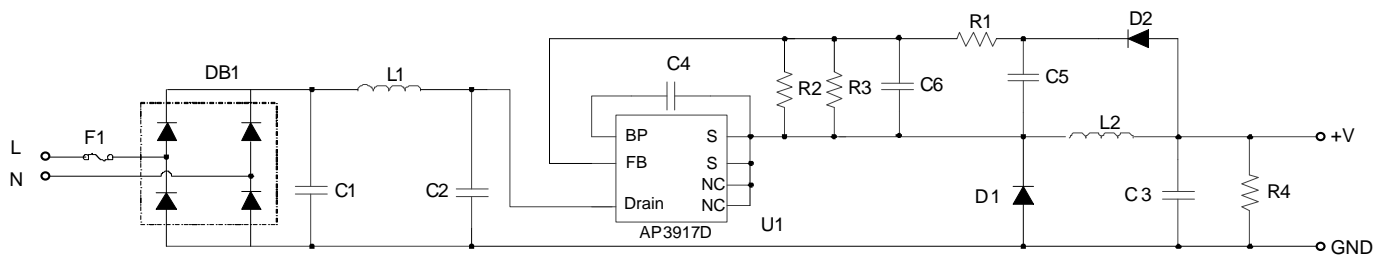 R1
D2
DB1
L1
C4
R2
R3
C6
C5
F1
L
N
BP
S
FB
S
NC
Drain
NC
L2
+V
C1
C2
D1
C3
R4
U1
AP3917D
GND